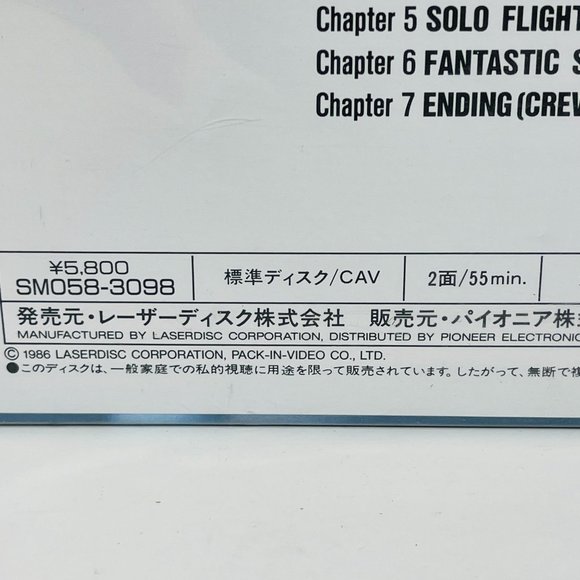 Chapter 5 SOLO FLIGHT
Chapter 6 FANTASTIC
Chapter 7 ENDING (CREW
¥5,800
SM058-3098
標準ディスク/CAV
2面/55min.
発売元・レーザーディスク株式会社 販売元・パイオニア株
MANUFACTURED BY LASERDISC CORPORATION, DISTRIBUTED BY PIONEER ELECTRONIC
© 1986 LASERDISC CORPORATION, PACK-IN-VIDEO CO., LTD.
●このディスクは、一般家庭での私的視聴に用途を限って販売されています。したがって、無断で複